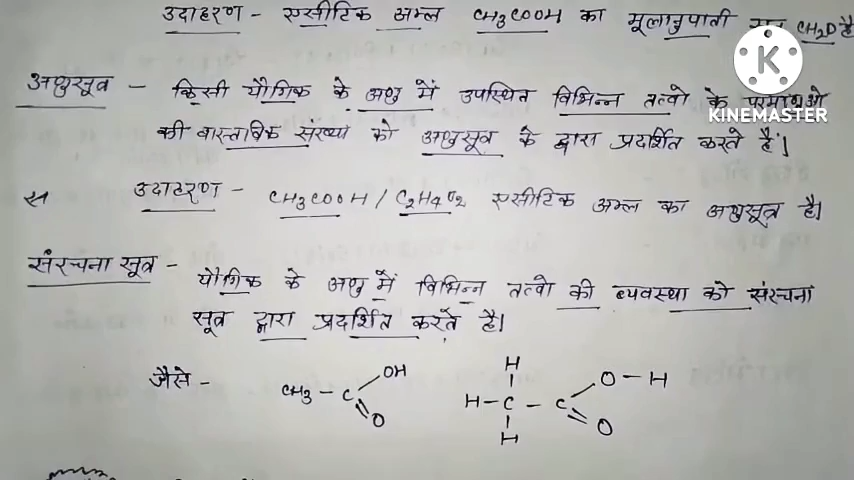 उदाहरण - एसीटिक अम्ल CH3COOH का मूलानुपाती CH2O है
अणुसूत्र - किसी यौगिक के अणु में उपस्थित विभिन्न तत्वो के परमाणुओ
की वास्तविक संख्या को अणुसूत्र के द्वारा प्रदर्शित करते है।
स उदाहरण - CH3COOH / C2H4O2 एसीटिक अम्ल का अणुसूत्र है।
संरचना सूत्र - यौगिक के अणु में विभिन्न तत्वो की व्यवस्था को संरचना
सूत्र द्वारा प्रदर्शित करते है।
जैसे - CH3 - C OH O
H
H - C - C O - H
H O
K
KINEMASTER